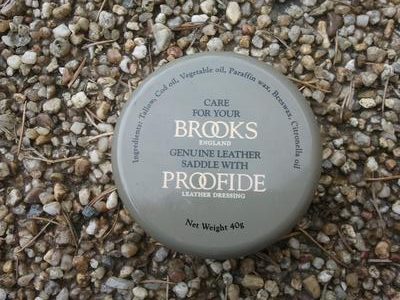 Ingredients: Tallow, Cod oil, Vegetable oil, Paraffin wax, Beeswax, Citronella oil
CARE
FOR YOUR
BROOKS
ENGLAND
GENUINE LEATHER
SADDLE WITH
PROOFIDE
LEATHER DRESSING
Net Weight 40g